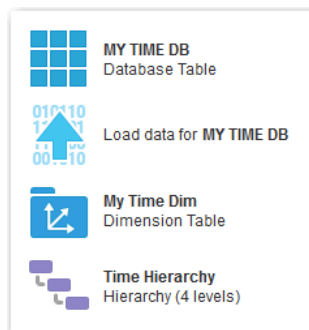 MY TIME DB
Database Table
010110
Load data for MY TIME DB
My Time Dim
Dimension Table
Time Hierarchy
Hierarchy (4 levels)